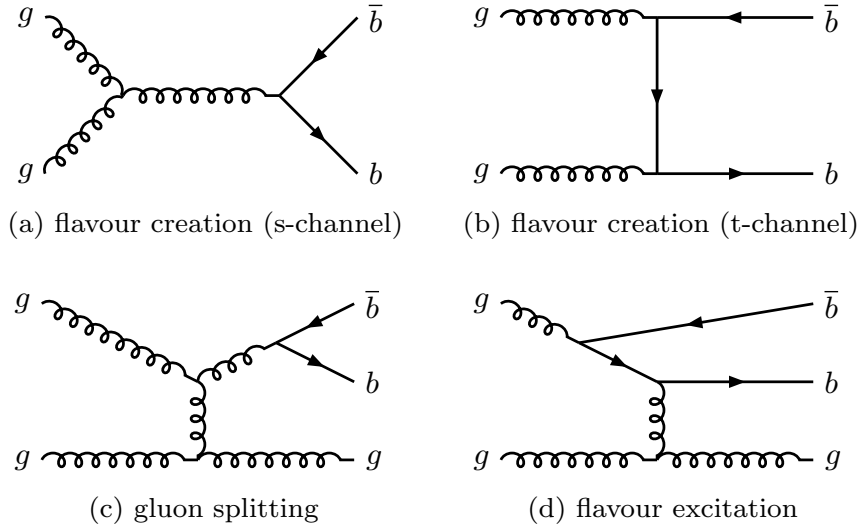 g g b̅ b
(a) flavour creation (s-channel)
g g b̅ b
(b) flavour creation (t-channel)
g g b̅ b g
(c) gluon splitting
g g b̅ b g
(d) flavour excitation